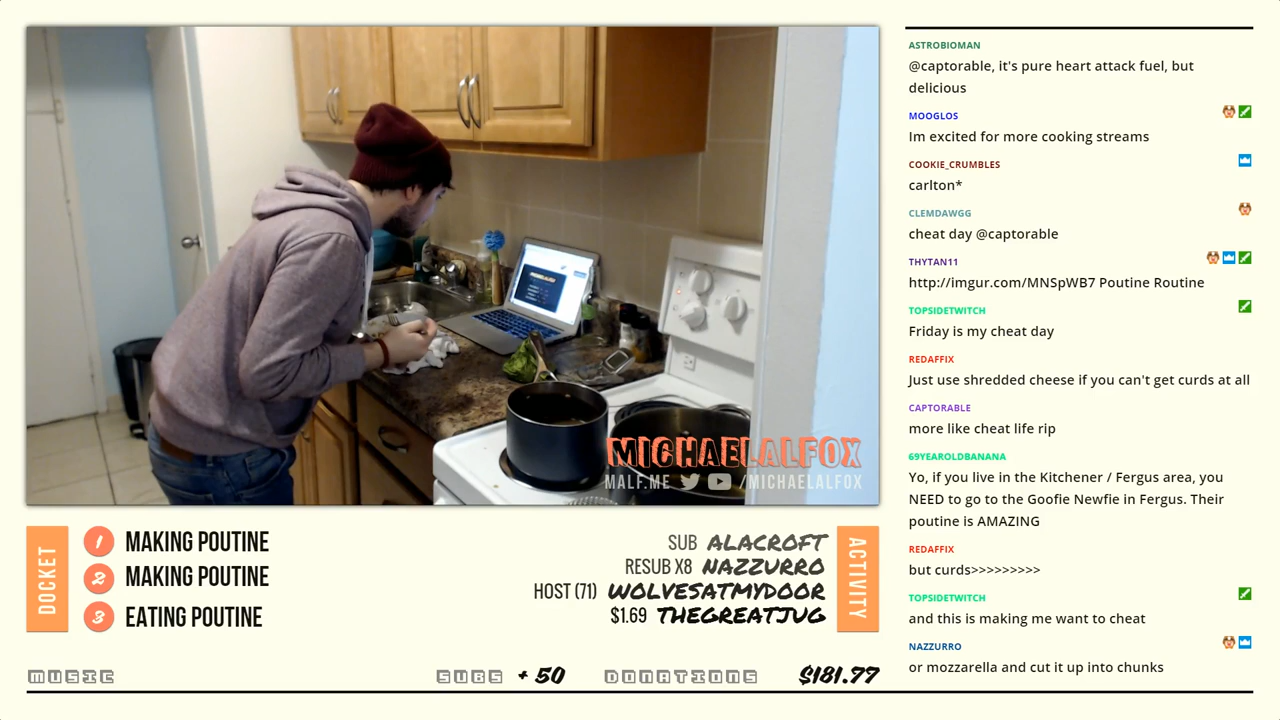 MICHAELALFOX
MALF.ME /MICHAELALFOX
DOCKET
1 MAKING POUTINE
2 MAKING POUTINE
3 EATING POUTINE
SUB ALACROFT
RESUB X8 NAZZURRO
HOST (71) WOLVESATMYDOOR
$1.69 THEGREATJUG
ACTIVITY
MUSIC
SUBS + 50
DONATIONS $181.77
ASTROBIOMAN
@captorable, it's pure heart attack fuel, but
delicious
MOOGLOS
Im excited for more cooking streams
COOKIE_CRUMBLES
carlton*
CLEMDAWGG
cheat day @captorable
THYTAN11
http://imgur.com/MNSpWB7 Poutine Routine
TOPSIDETWITCH
Friday is my cheat day
REDAFFIX
Just use shredded cheese if you can't get curds at all
CAPTORABLE
more like cheat life rip
69YEAROLDBANANA
Yo, if you live in the Kitchener / Fergus area, you
NEED to go to the Goofie Newfie in Fergus. Their
poutine is AMAZING
REDAFFIX
but curds>>>>>>>>>
TOPSIDETWITCH
and this is making me want to cheat
NAZZURRO
or mozzarella and cut it up into chunks